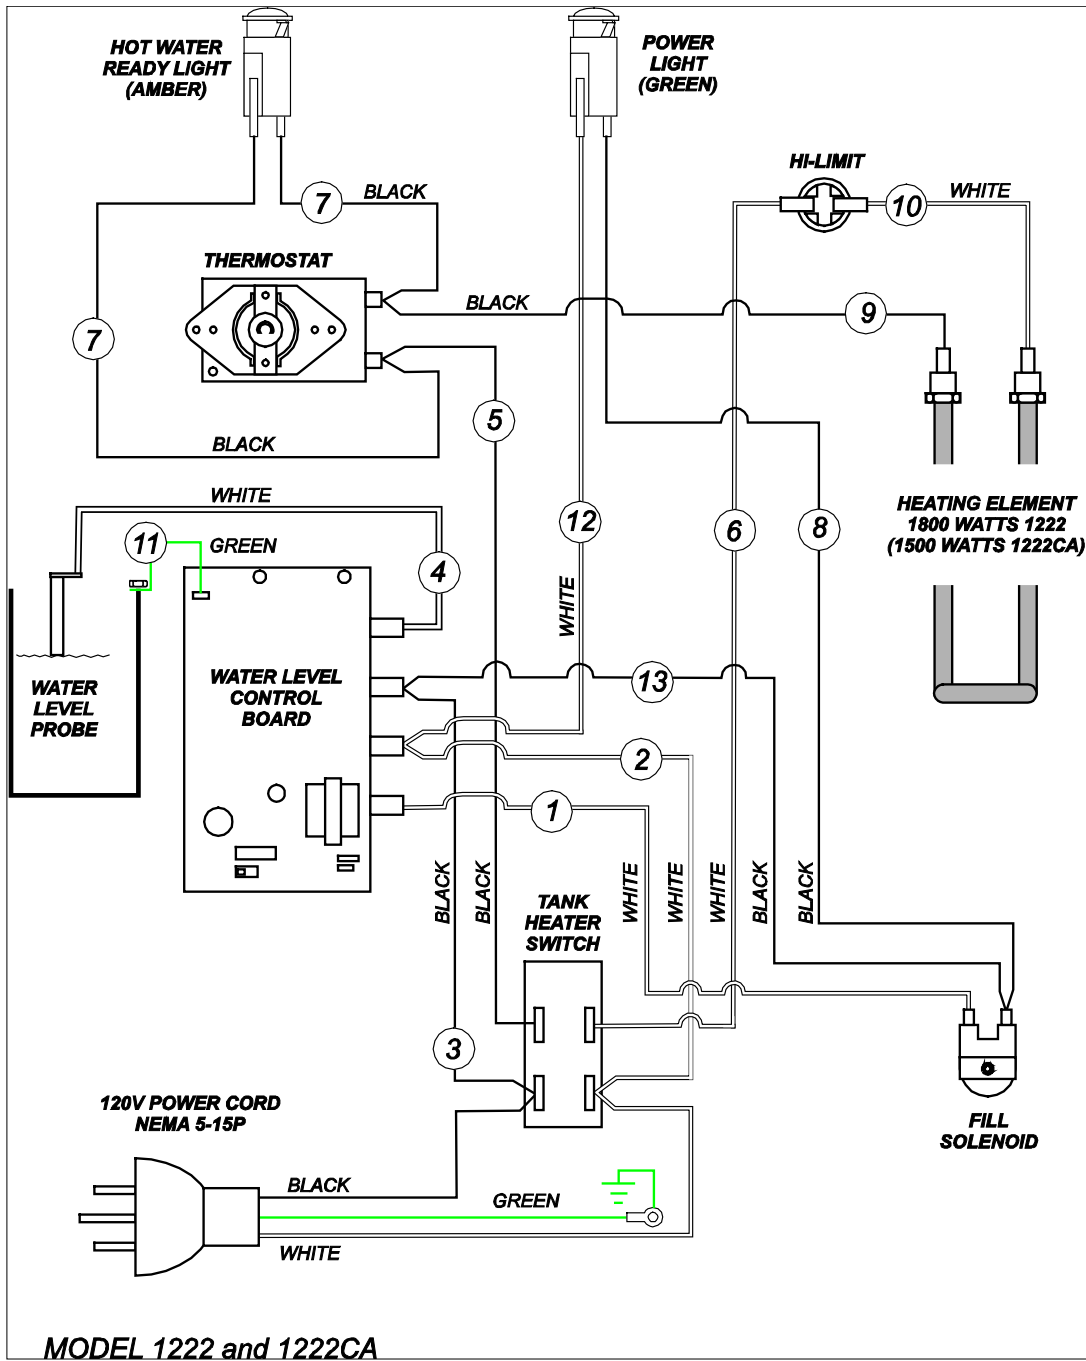 HOT WATER
READY LIGHT
(AMBER)
POWER
LIGHT
(GREEN)
HI-LIMIT
7
BLACK
10
WHITE
THERMOSTAT
BLACK
9
7
5
BLACK
WHITE
HEATING ELEMENT
1800 WATTS 1222
(1500 WATTS 1222CA)
12
6
8
11
GREEN
4
WHITE
WATER LEVEL
CONTROL
BOARD
13
WATER
LEVEL
PROBE
2
1
BLACK
BLACK
WHITE
WHITE
WHITE
BLACK
BLACK
TANK
HEATER
SWITCH
3
120V POWER CORD
NEMA 5-15P
FILL
SOLENOID
BLACK
GREEN
WHITE
MODEL 1222 and 1222CA